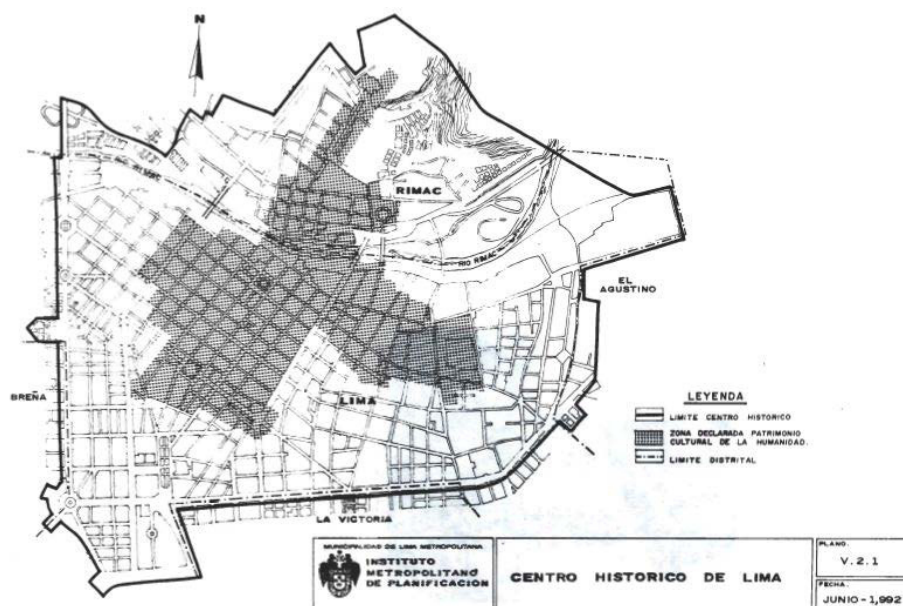 N
RIMAC
RIO RIMAC
EL
AGUSTINO
BREÑA
LIMA
LA VICTORIA
LEYENDA
LIMITE CENTRO HISTORICO
ZONA DECLARADA PATRIMONIO
CULTURAL DE LA HUMANIDAD.
LIMITE DISTRITAL
MUNICIPALIDAD DE LIMA METROPOLITANA
INSTITUTO
METROPOLITANO
DE PLANIFICACION
CENTRO HISTORICO DE LIMA
PLANO.
V.2.1
FECHA.
JUNIO-1,992